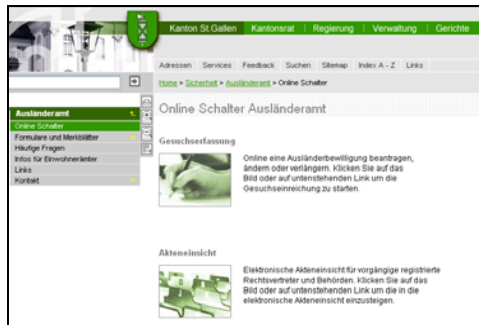 Kanton St.Gallen Kantonsrat Regierung Verwaltung Gerichte
Adressen Services Feedback Suchen Sitemap Index A - Z Links
Home > Sicherheit > Ausländeramt > Online Schalter
Ausländeramt
Online Schalter
Formulare und Merkblätter
Häufige Fragen
Infos für Einwohnerämter
Links
Kontakt
Online Schalter Ausländeramt
Gesuchserfassung
Online eine Ausländerbewilligung beantragen,
ändern oder verlängern. Klicken Sie auf das
Bild oder auf untenstehenden Link um die
Gesuchseinreichung zu starten.
Akteneinsicht
Elektronische Akteneinsicht für vorgängige registrierte
Rechtsvertreter und Behörden. Klicken Sie auf das
Bild oder auf untenstehenden Link um die in die
elektronische Akteneinsicht einzusteigen.